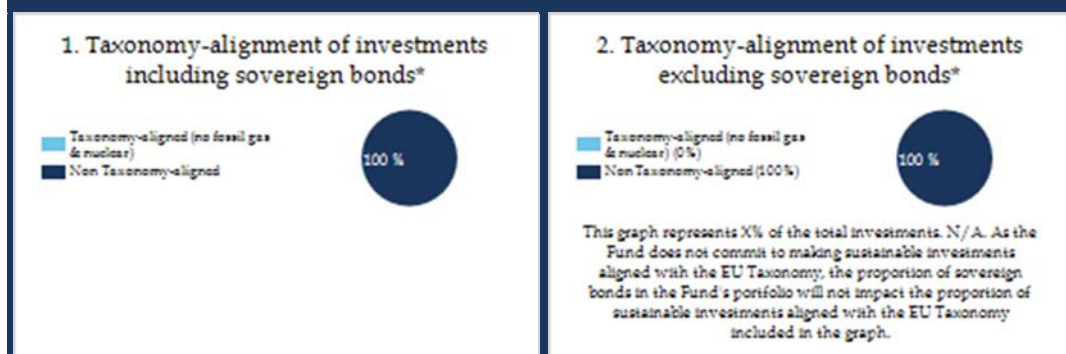 1. Taxonomy-alignment of investments
including sovereign bonds*
Taxonomy-aligned (no fossil gas
& nuclear)
Non Taxonomy-aligned
100 %
2. Taxonomy-alignment of investments
excluding sovereign bonds*
Taxonomy-aligned (no fossil gas
& nuclear) (0%)
Non Taxonomy-aligned (100%)
100 %
This graph represents X% of the total investments. N/A. As the
Fund does not commit to making sustainable investments
aligned with the EU Taxonomy, the proportion of sovereign
bonds in the Fund's portfolio will not impact the proportion of
sustainable investments aligned with the EU Taxonomy
included in the graph.